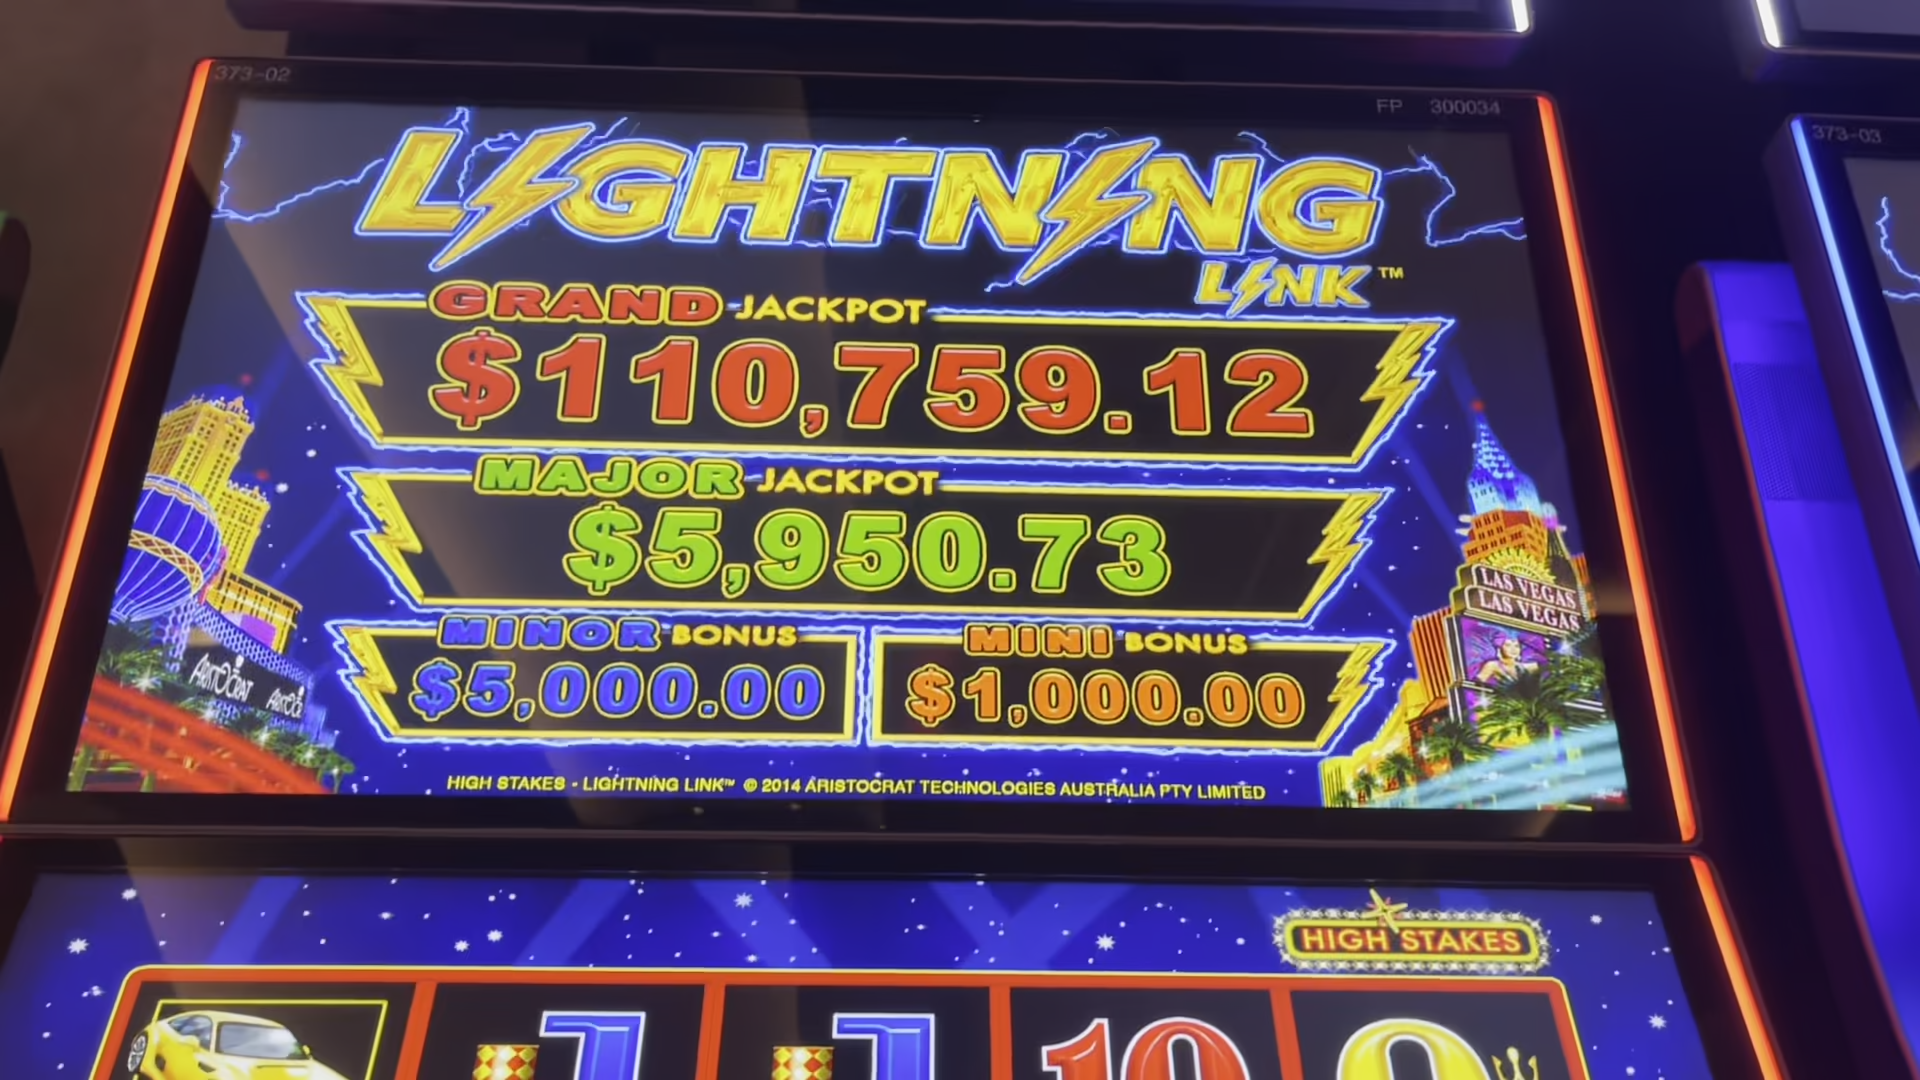 373-02
FP 300034
373-03
LIGHTNING
LINK™
GRAND JACKPOT
$110,759.12
MAJOR JACKPOT
$5,950.73
MINOR BONUS
$5,000.00
MINI BONUS
$1,000.00
LAS VEGAS
LAS VEGAS
ARISTOCRAT
HIGH STAKES - LIGHTNING LINK™ © 2014 ARISTOCRAT TECHNOLOGIES AUSTRALIA PTY LIMITED
HIGH STAKES
J J 10 Q